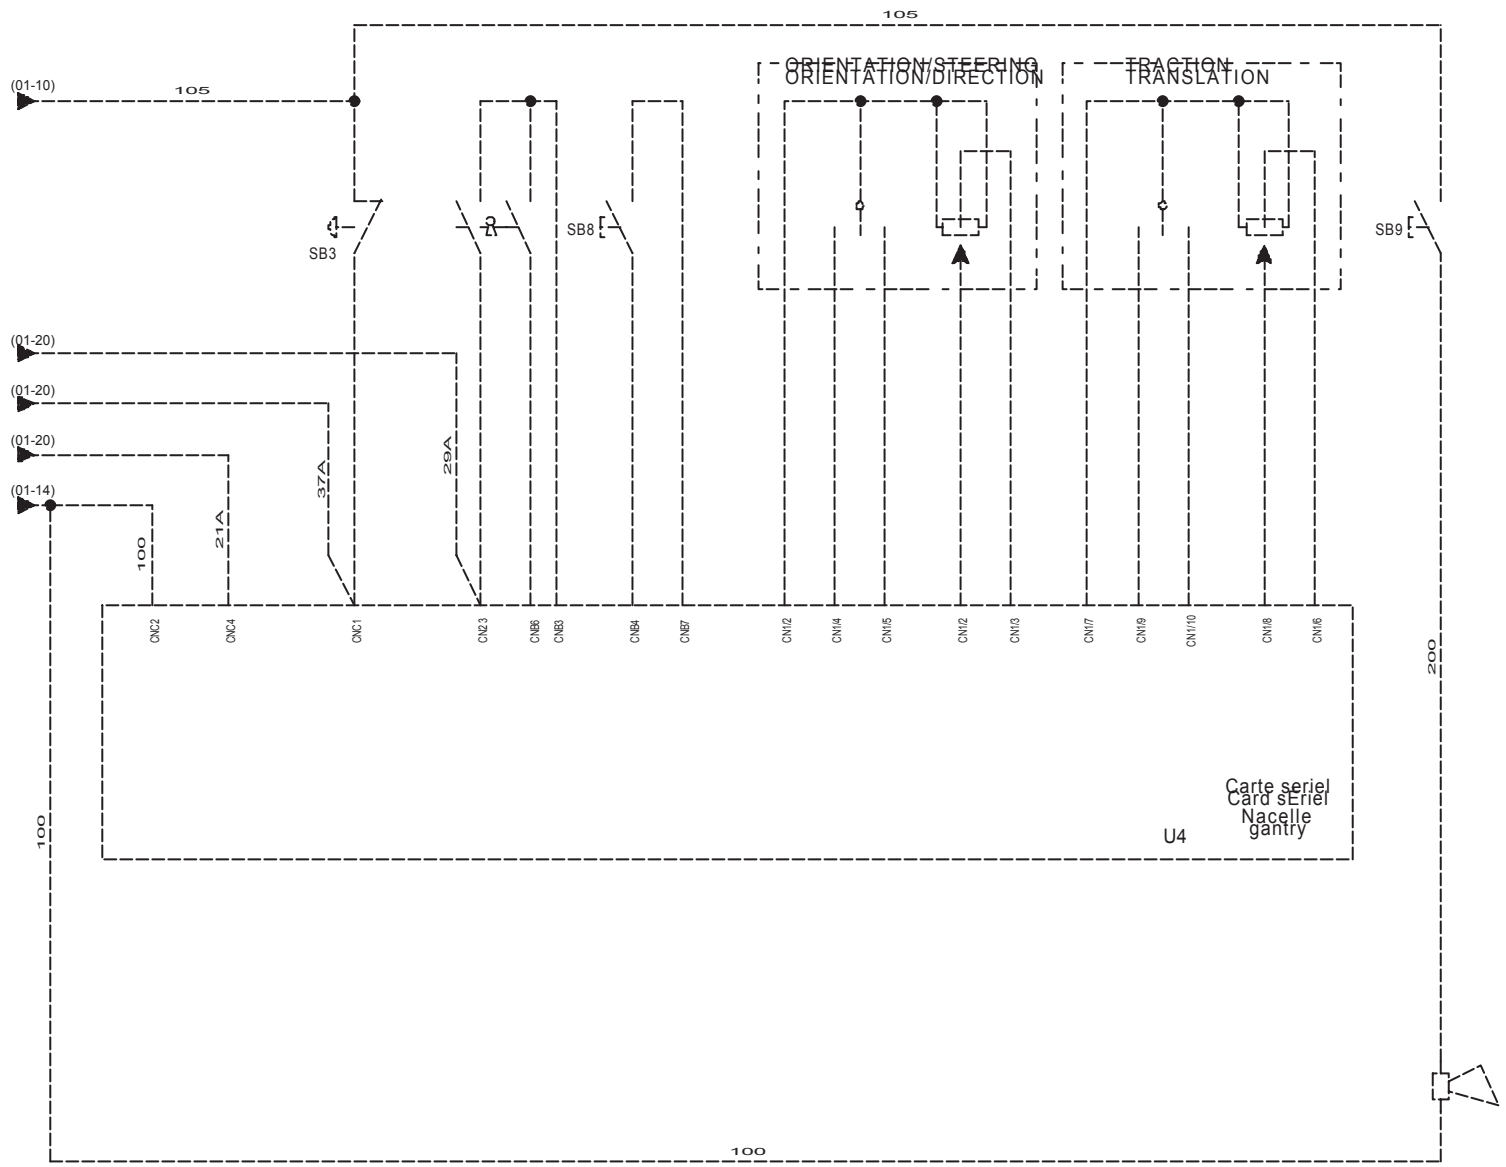 105
ORIENTATION/STEERING
ORIENTATION/DIRECTION
TRACTION
TRANSLATION
(01-10)
105
SB3
SB8
SB9
(01-20)
(01-20)
(01-20)
(01-14)
29A
37A
21A
100
CNC2
CNC4
CNC1
CN23
CNB6
CNB3
CNB4
CNB7
CN1/2
CN1/4
CN1/5
CN1/2
CN1/3
CN1/7
CN1/9
CN1/10
CN1/8
CN1/6
200
Carte seriel
Card sEriel
Nacelle
gantry
U4
100
100